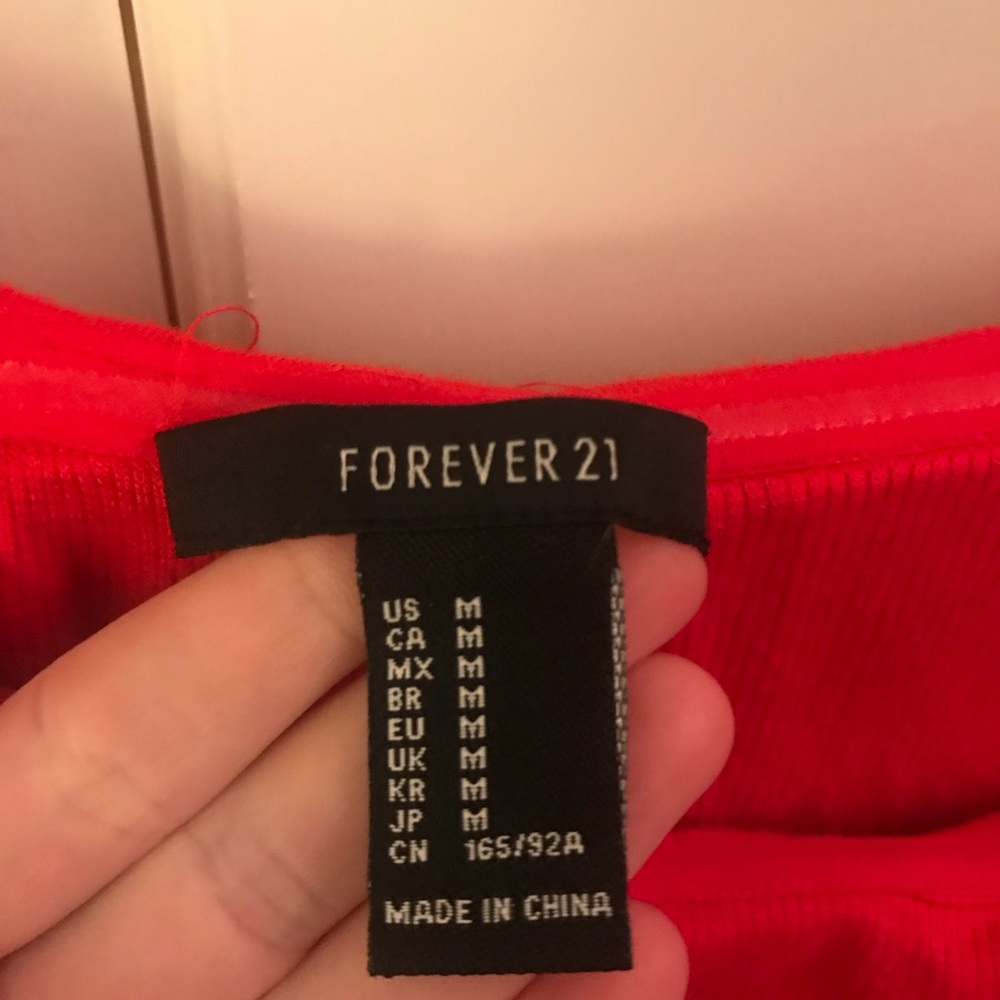 FOREVER 21
US M
CA M
MX M
BR M
EU M
UK M
KR M
JP M
CN 165/92A
MADE IN CHINA